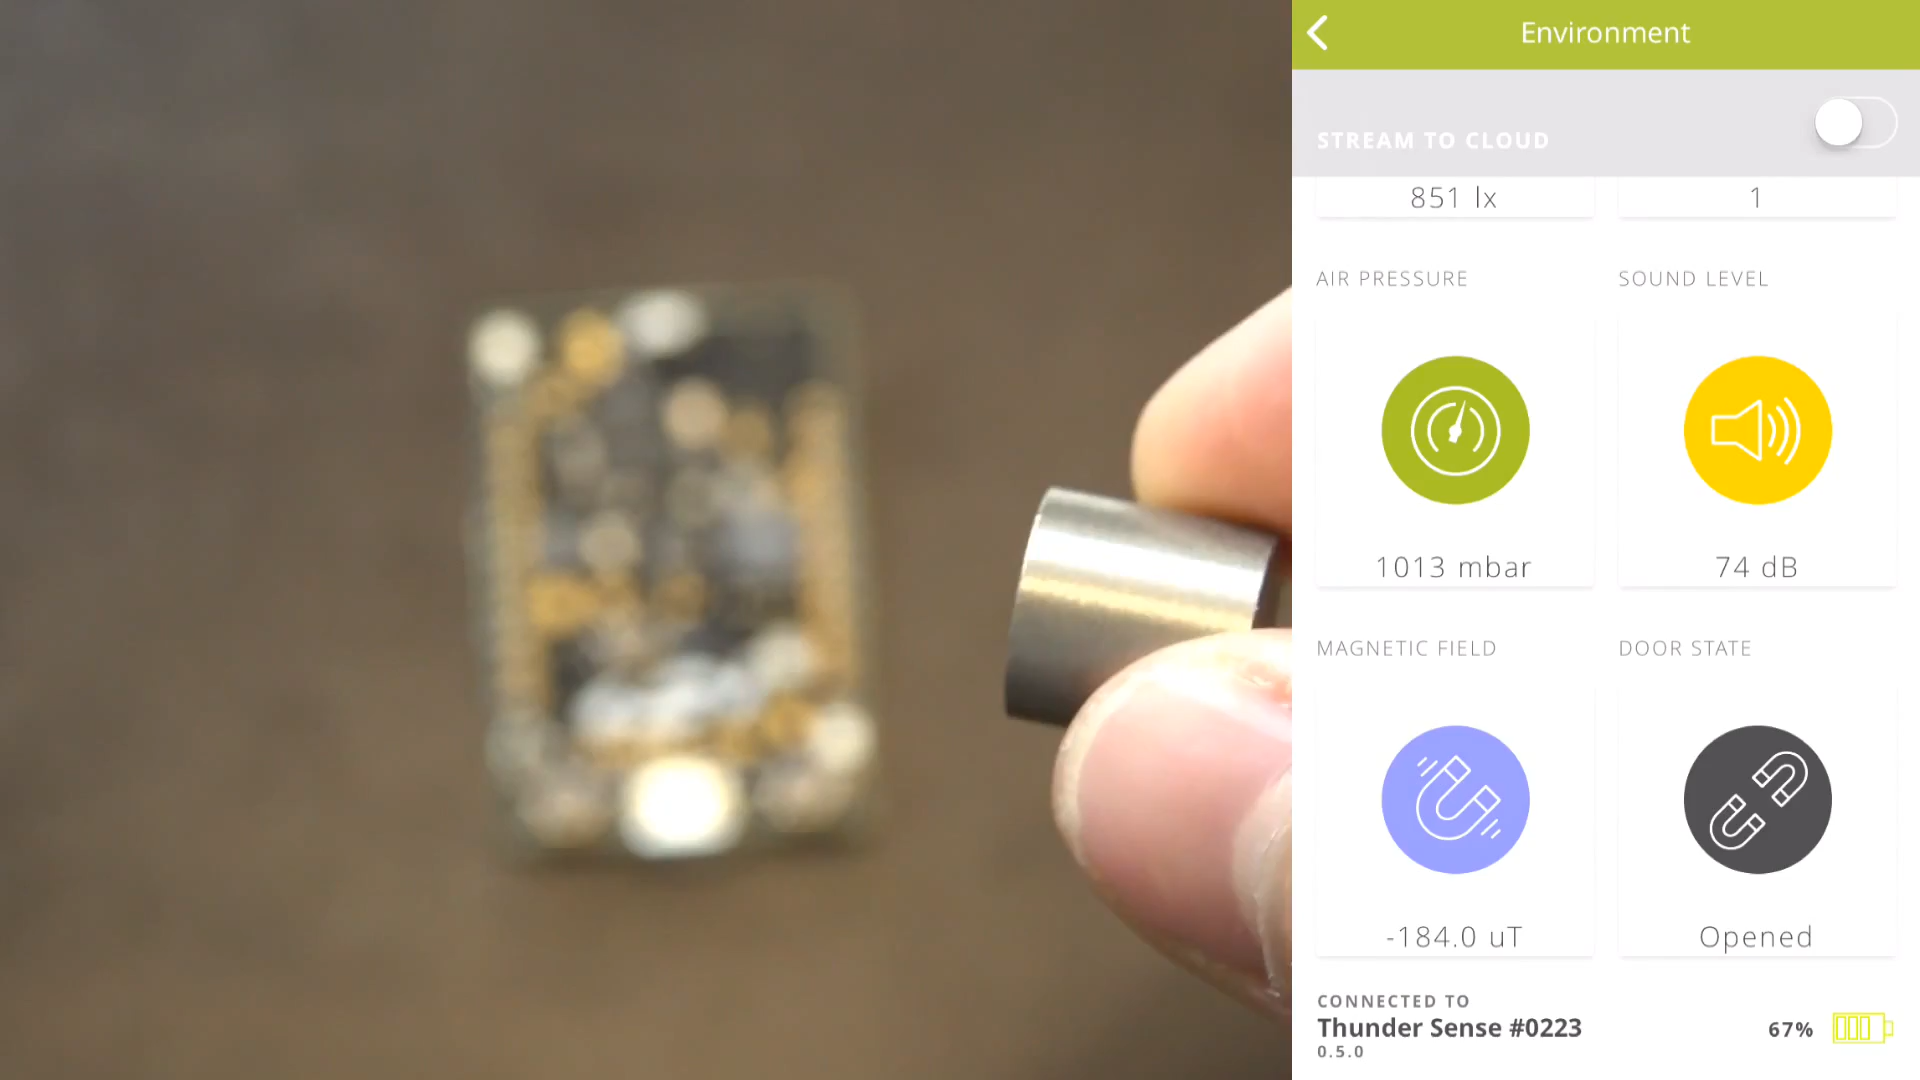 Environment
STREAM TO CLOUD
851 lx
1
AIR PRESSURE
SOUND LEVEL
1013 mbar
74 dB
MAGNETIC FIELD
DOOR STATE
-184.0 uT
Opened
CONNECTED TO
Thunder Sense #0223
67%
0.5.0